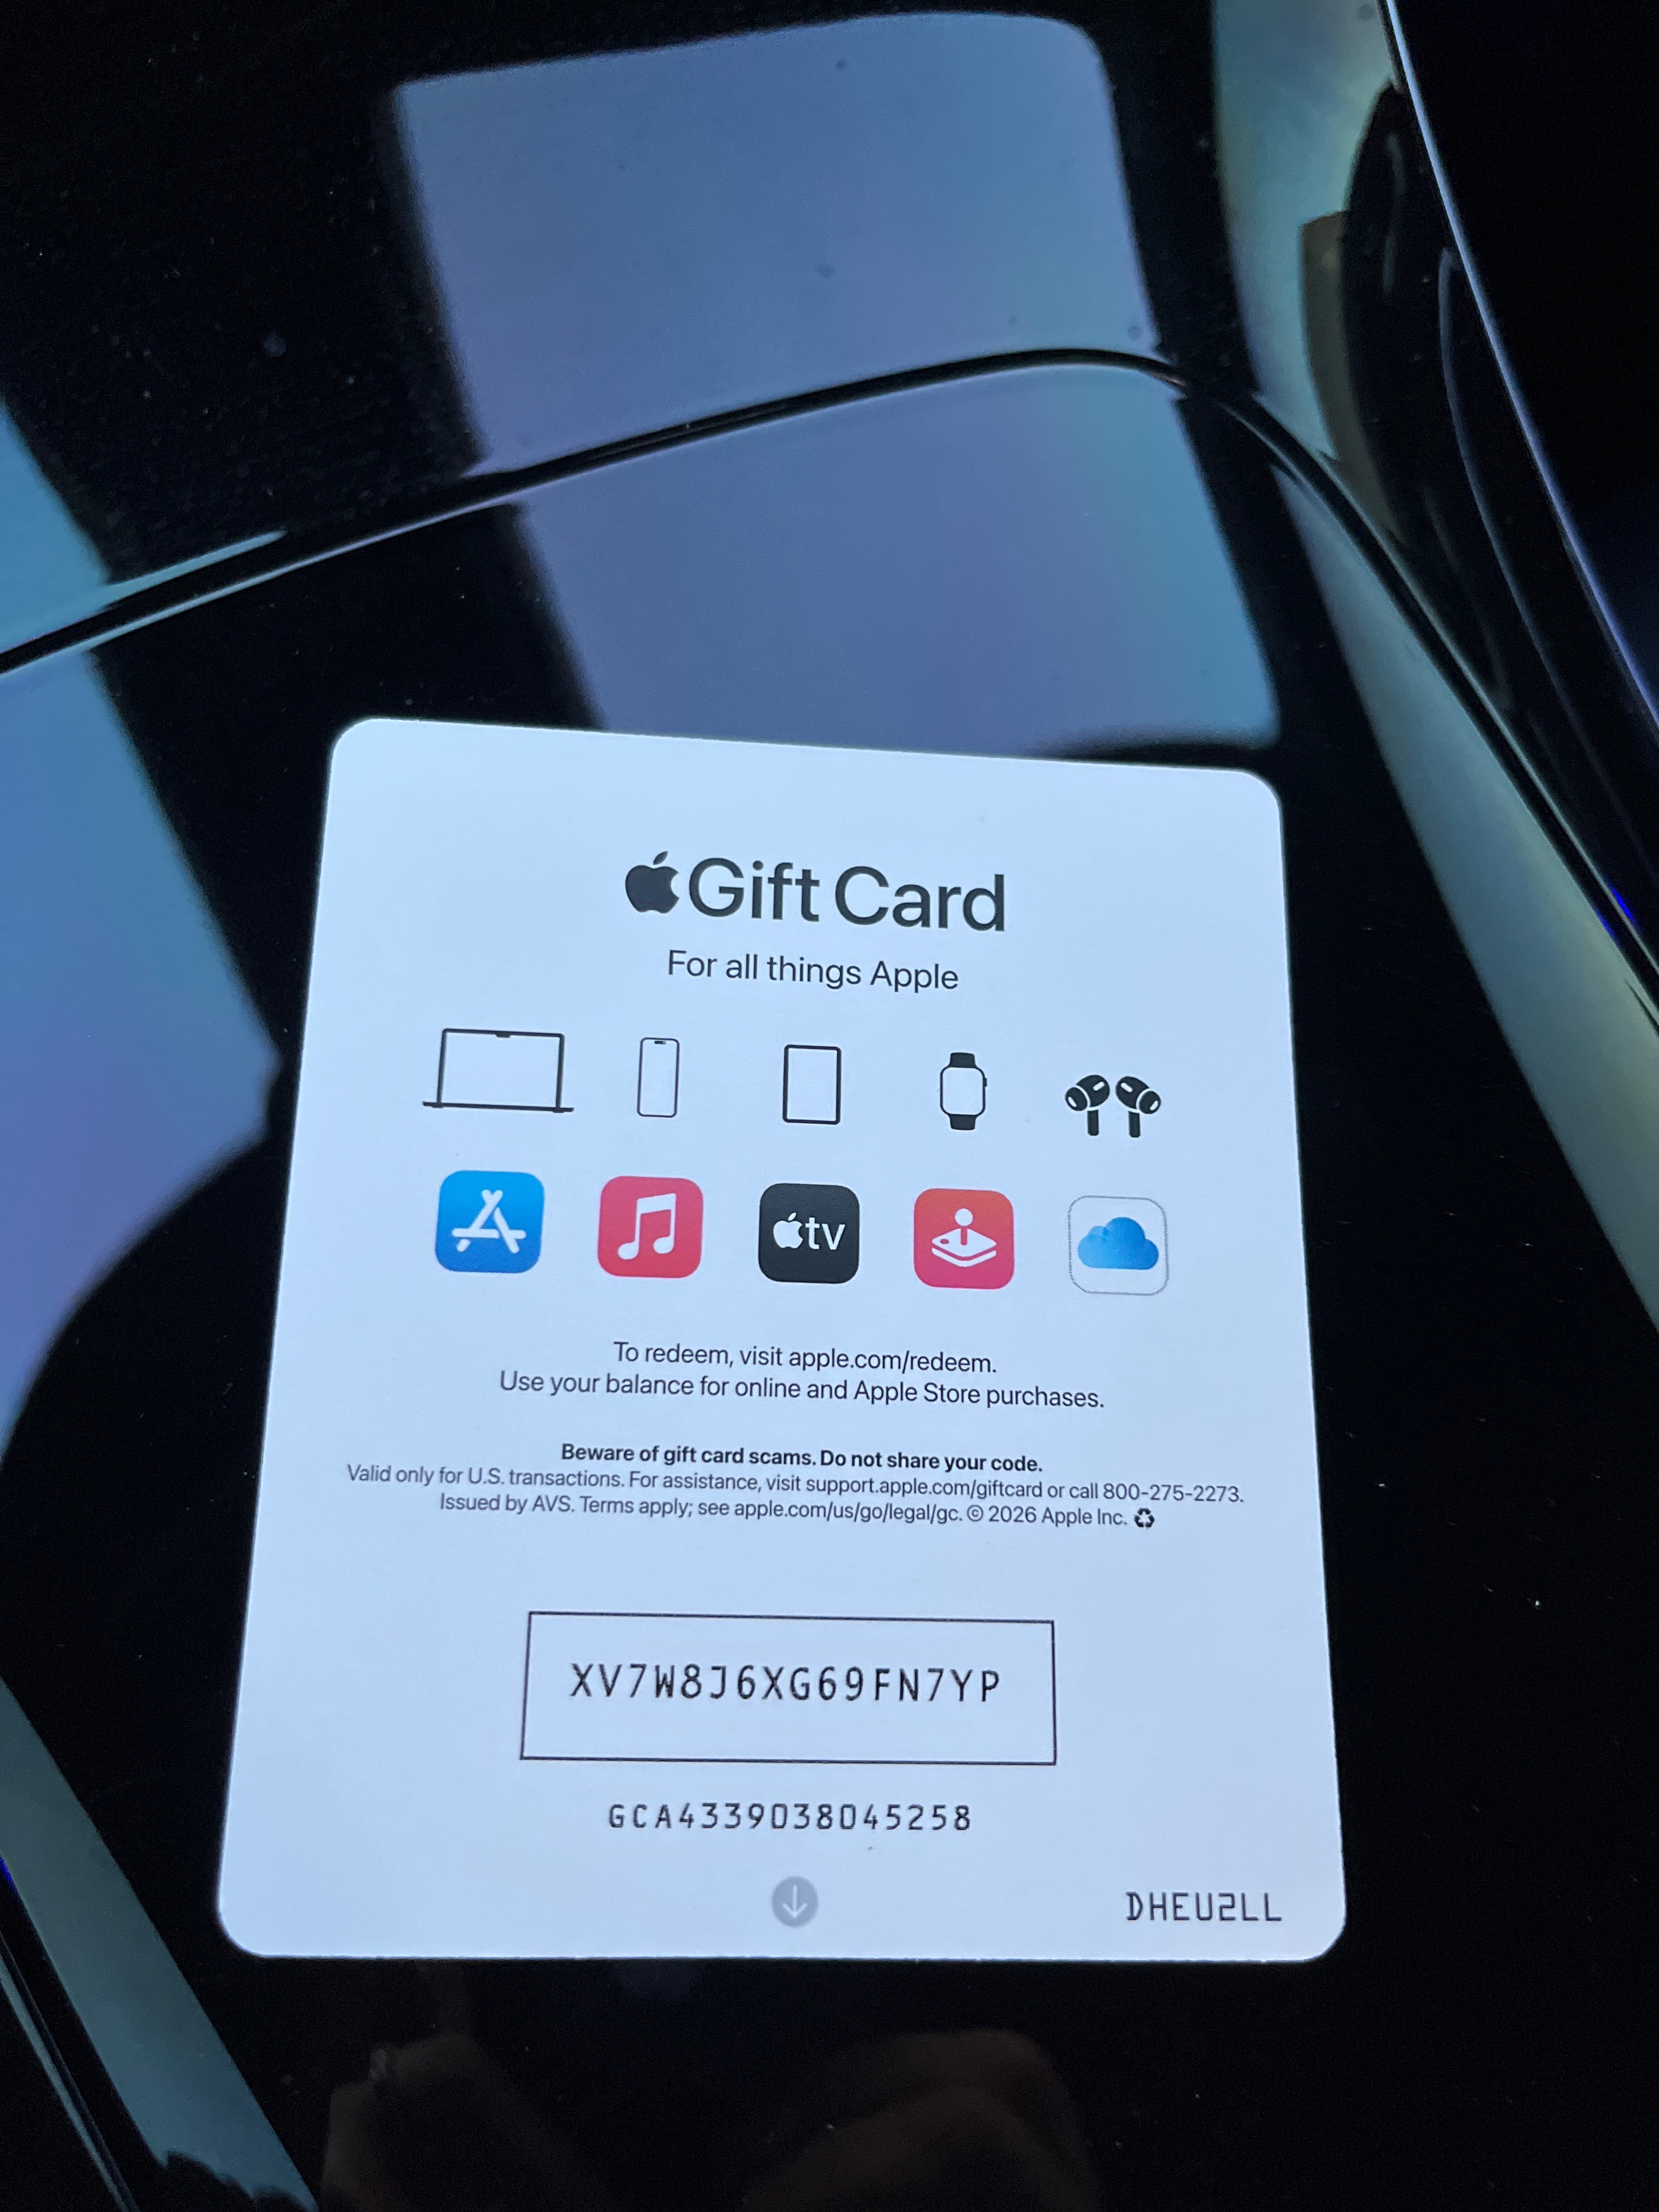 Gift Card
For all things Apple
tv
To redeem, visit apple.com/redeem.
Use your balance for online and Apple Store purchases.
Beware of gift card scams. Do not share your code.
Valid only for U.S. transactions. For assistance, visit support.apple.com/giftcard or call 800-275-2273.
Issued by AVS. Terms apply; see apple.com/us/go/legal/gc. © 2026 Apple Inc. ♻
XV7W8J6XG69FN7YP
GCA4339038045258
DHEU2LL